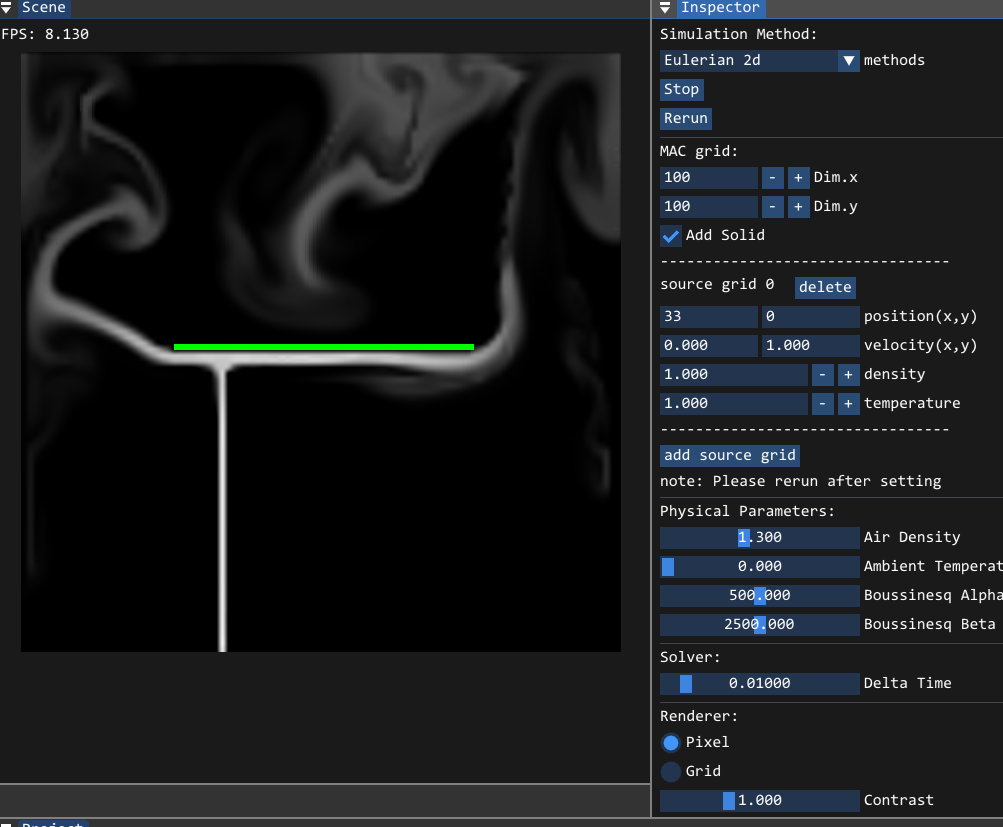 Scene
FPS: 8.130
Inspector
Simulation Method:
Eulerian 2d methods
Stop
Rerun
MAC grid:
100 - + Dim.x
100 - + Dim.y
Add Solid
---------------------------------
source grid 0 delete
33 0 position(x,y)
0.000 1.000 velocity(x,y)
1.000 - + density
1.000 - + temperature
---------------------------------
add source grid
note: Please rerun after setting
Physical Parameters:
1.300 Air Density
0.000 Ambient Temperat
500.000 Boussinesq Alpha
2500.000 Boussinesq Beta
Solver:
0.01000 Delta Time
Renderer:
Pixel
Grid
1.000 Contrast
Project